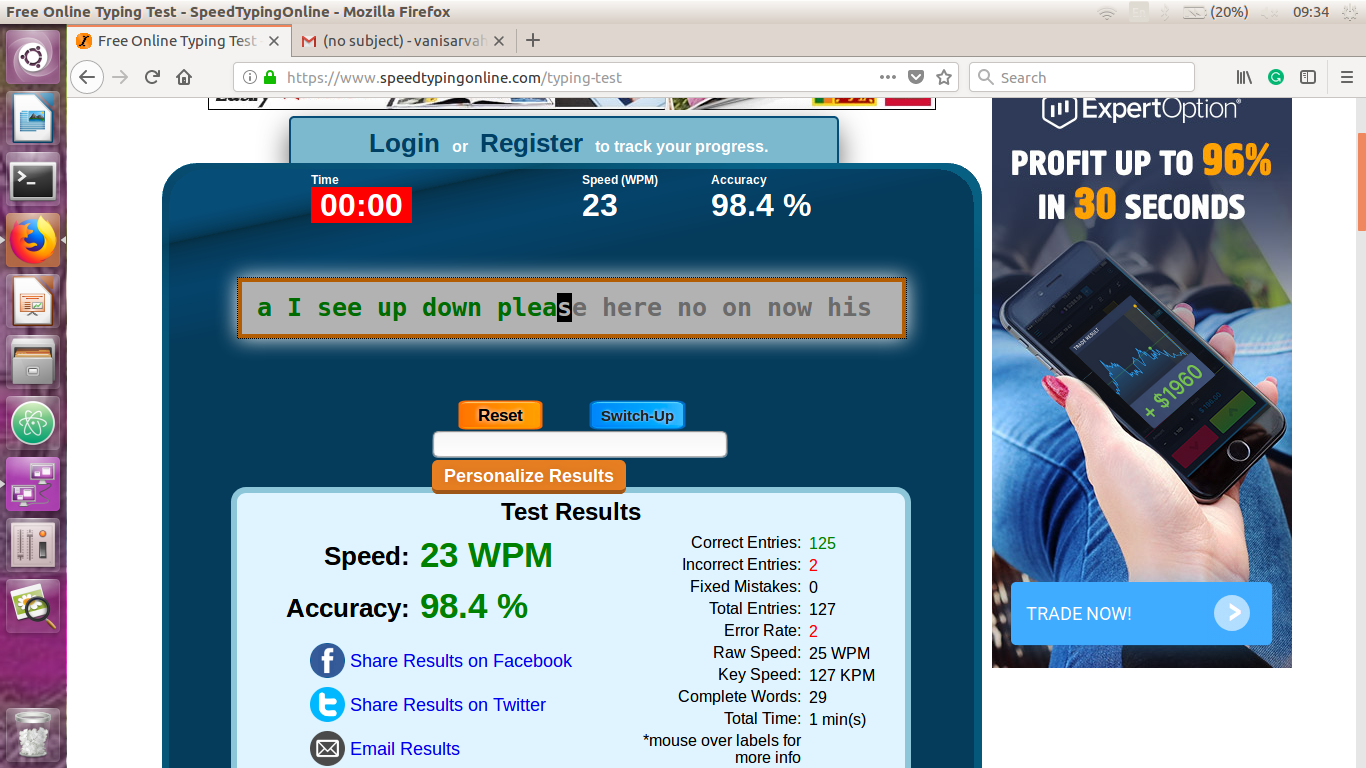 Free Online Typing Test - SpeedTypingOnline - Mozilla Firefox
(20%)
09:34
Free Online Typing Test -
(no subject) - vanisarvah
https://www.speedtypingonline.com/typing-test
Search
Login or Register to track your progress.
Time
Speed (WPM)
Accuracy
00:00
23
98.4 %
a I see up down please here no on now his
Reset
Switch-Up
Personalize Results
Test Results
Speed: 23 WPM
Accuracy: 98.4 %
Share Results on Facebook
Share Results on Twitter
Email Results
Correct Entries: 125
Incorrect Entries: 2
Fixed Mistakes: 0
Total Entries: 127
Error Rate: 2
Raw Speed: 25 WPM
Key Speed: 127 KPM
Complete Words: 29
Total Time: 1 min(s)
*mouse over labels for
more info
ExpertOption
PROFIT UP TO 96%
IN 30 SECONDS
TRADE RESULT
+ $1960
TRADE NOW!